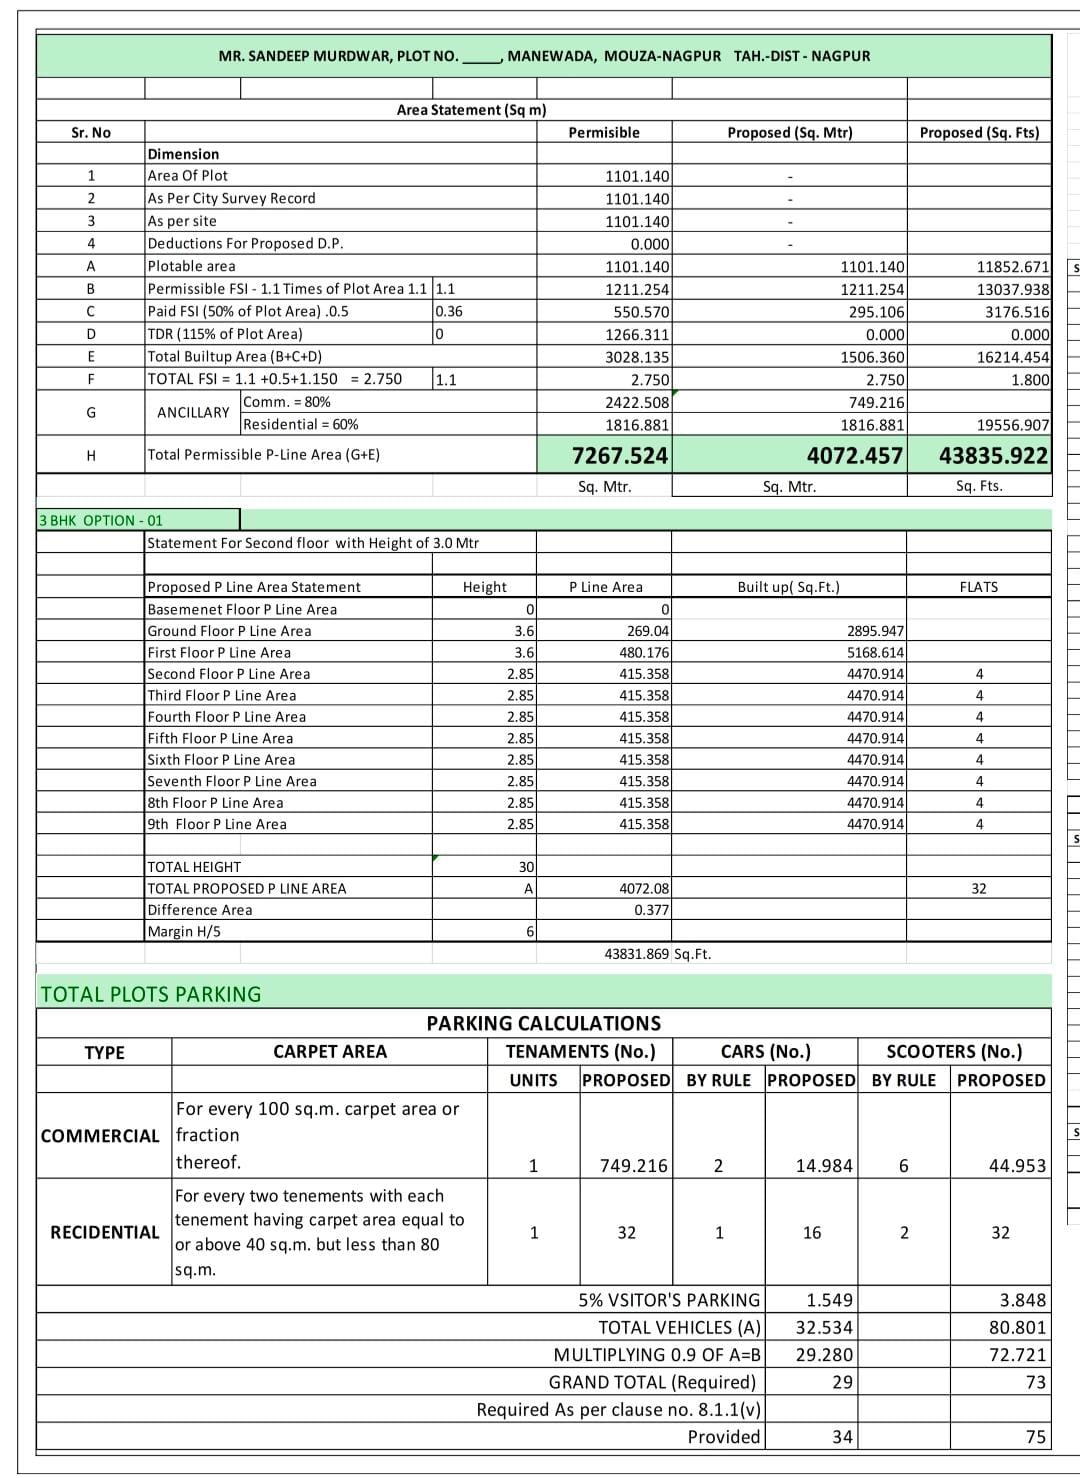 MR. SANDEEP MURDWAR, PLOT NO. _____, MANEWADA, MOUZA-NAGPUR TAH.-DIST - NAGPUR
Area Statement (Sq m)
Sr. No Permisible Proposed (Sq. Mtr) Proposed (Sq. Fts)
Dimension
1 Area Of Plot 1101.140 -
2 As Per City Survey Record 1101.140 -
3 As per site 1101.140 -
4 Deductions For Proposed D.P. 0.000 -
A Plotable area 1101.140 1101.140 11852.671
B Permissible FSI - 1.1 Times of Plot Area 1.1 1.1 1211.254 1211.254 13037.938
C Paid FSI (50% of Plot Area) .0.5 0.36 550.570 295.106 3176.516
D TDR (115% of Plot Area) 0 1266.311 0.000 0.000
E Total Builtup Area (B+C+D) 3028.135 1506.360 16214.454
F TOTAL FSI = 1.1 +0.5+1.150 = 2.750 1.1 2.750 2.750 1.800
G ANCILLARY Comm. = 80% 2422.508 749.216
Residential = 60% 1816.881 1816.881 19556.907
H Total Permissible P-Line Area (G+E) 7267.524 4072.457 43835.922
Sq. Mtr. Sq. Mtr. Sq. Fts.
3 BHK OPTION - 01
Statement For Second floor with Height of 3.0 Mtr
Proposed P Line Area Statement Height P Line Area Built up( Sq.Ft.) FLATS
Basemenet Floor P Line Area 0 0
Ground Floor P Line Area 3.6 269.04 2895.947
First Floor P Line Area 3.6 480.176 5168.614
Second Floor P Line Area 2.85 415.358 4470.914 4
Third Floor P Line Area 2.85 415.358 4470.914 4
Fourth Floor P Line Area 2.85 415.358 4470.914 4
Fifth Floor P Line Area 2.85 415.358 4470.914 4
Sixth Floor P Line Area 2.85 415.358 4470.914 4
Seventh Floor P Line Area 2.85 415.358 4470.914 4
8th Floor P Line Area 2.85 415.358 4470.914 4
9th Floor P Line Area 2.85 415.358 4470.914 4
TOTAL HEIGHT 30
TOTAL PROPOSED P LINE AREA A 4072.08 32
Difference Area 0.377
Margin H/5 6
43831.869 Sq.Ft.
TOTAL PLOTS PARKING
PARKING CALCULATIONS
TYPE CARPET AREA TENAMENTS (No.) CARS (No.) SCOOTERS (No.)
UNITS PROPOSED BY RULE PROPOSED BY RULE PROPOSED
For every 100 sq.m. carpet area or
COMMERCIAL fraction
thereof. 1 749.216 2 14.984 6 44.953
For every two tenements with each
tenement having carpet area equal to
RECIDENTIAL or above 40 sq.m. but less than 80 1 32 1 16 2 32
sq.m.
5% VSITOR'S PARKING 1.549 3.848
TOTAL VEHICLES (A) 32.534 80.801
MULTIPLYING 0.9 OF A=B 29.280 72.721
GRAND TOTAL (Required) 29 73
Required As per clause no. 8.1.1(v)
Provided 34 75